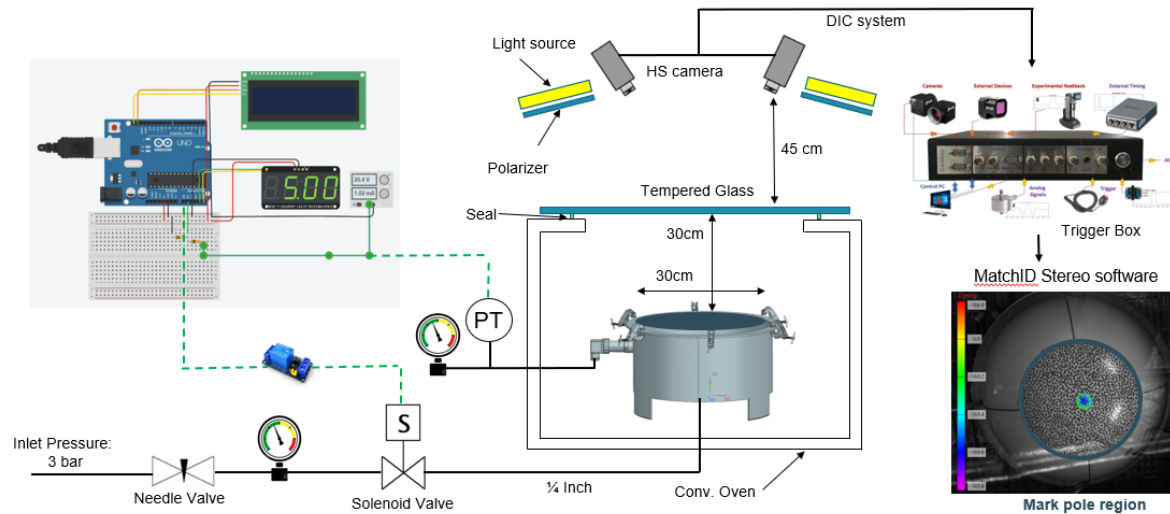 DIC system
Light source
HS camera
Polarizer
45 cm
Tempered Glass
Seal
30cm
30cm
UNO
ARDUINO
5.00
20.4 V
1.02 mA
PT
S
Inlet Pressure:
3 bar
Needle Valve
Solenoid Valve
¼ Inch
Conv. Oven
Cameras
External Devices
Experimental feedback
External Timing
Control PC
Analog
Signals
Trigger
Trigger Box
MatchID Stereo software
Mark pole region